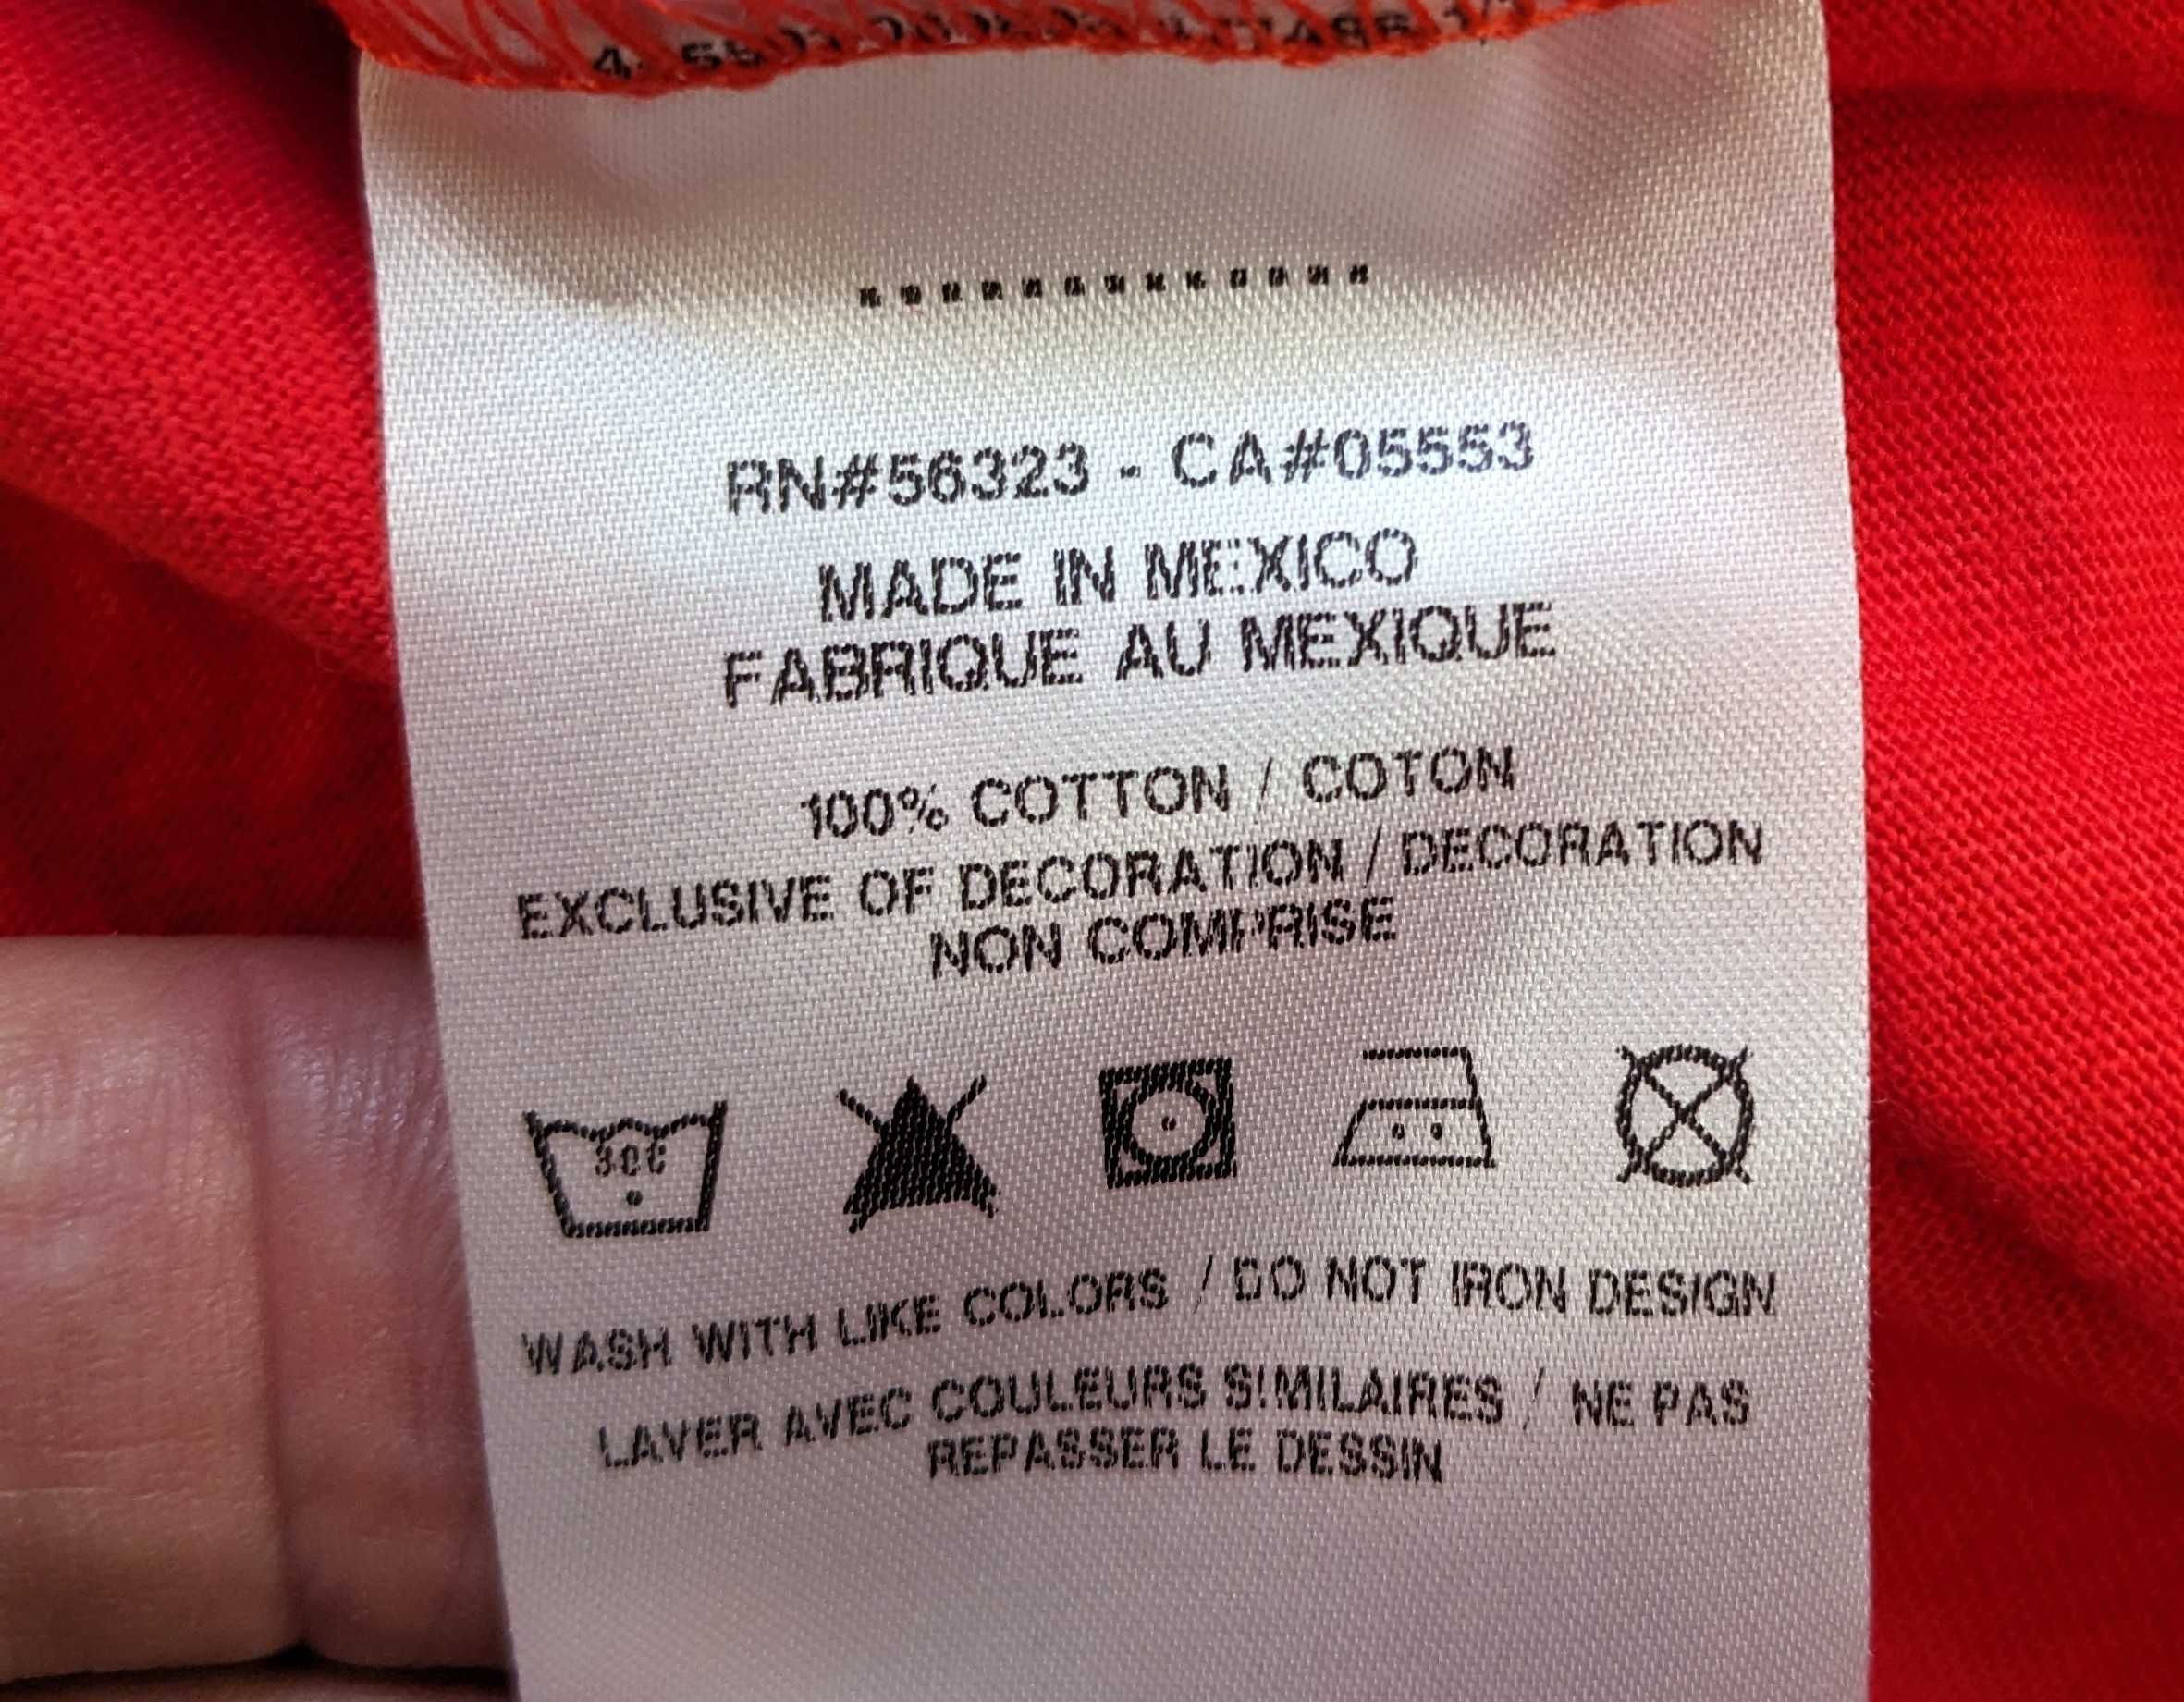 RN#56323 - CA#05553
MADE IN MEXICO
FABRIQUE AU MEXIQUE
100% COTTON / COTON
EXCLUSIVE OF DECORATION / DECORATION
NON COMPRISE
30C
WASH WITH LIKE COLORS / DO NOT IRON DESIGN
LAVER AVEC COULEURS SIMILAIRES / NE PAS
REPASSER LE DESSIN